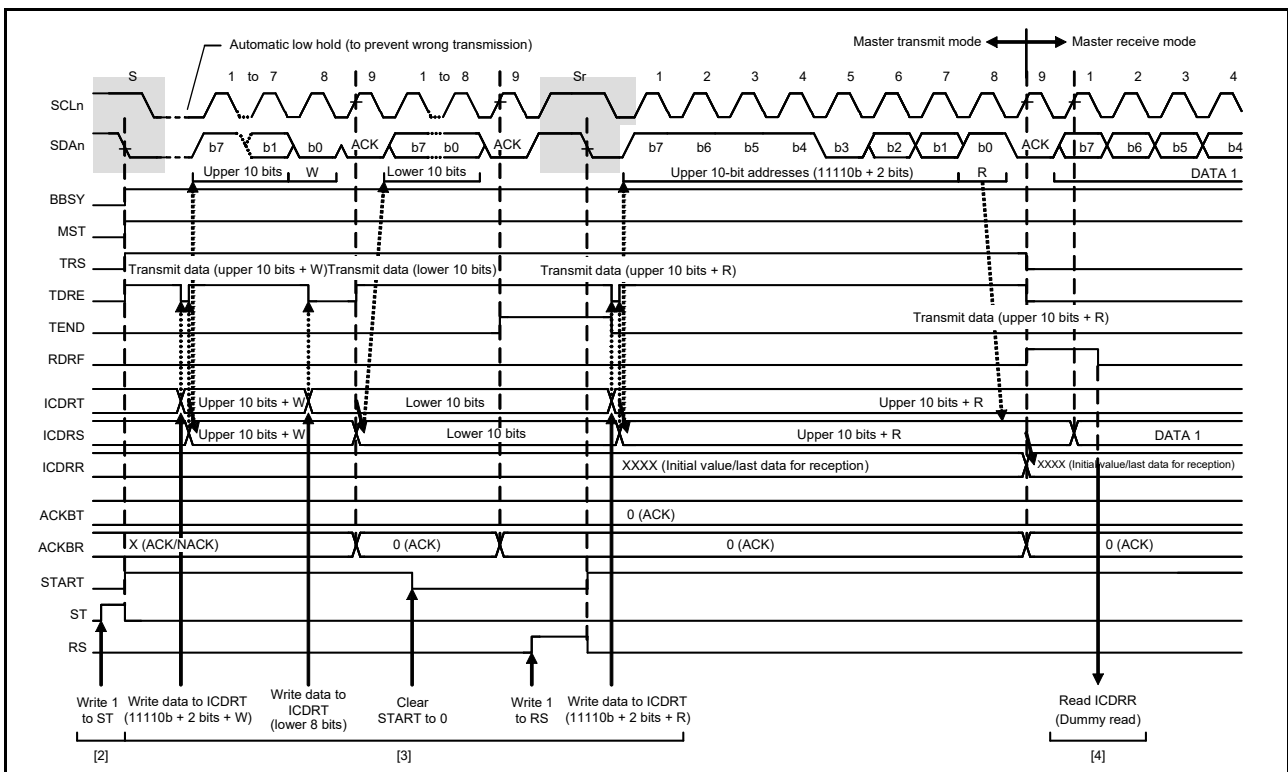 Automatic low hold (to prevent wrong transmission)
Master transmit mode
Master receive mode
S 1 to 7 8 9 1 to 8 9 Sr 1 2 3 4 5 6 7 8 9 1 2 3 4
SCLn
SDAn b7 b1 b0 ACK b7 b0 ACK b7 b6 b5 b4 b3 b2 b1 b0 ACK b7 b6 b5 b4
Upper 10 bits W Lower 10 bits Upper 10-bit addresses (11110b + 2 bits) R DATA 1
BBSY
MST
TRS
Transmit data (upper 10 bits + W) Transmit data (lower 10 bits) Transmit data (upper 10 bits + R)
TDRE
TEND
Transmit data (upper 10 bits + R)
RDRF
ICDRT Upper 10 bits + W Lower 10 bits Upper 10 bits + R
ICDRS Upper 10 bits + W Lower 10 bits Upper 10 bits + R DATA 1
ICDRR XXXX (Initial value/last data for reception) XXXX (Initial value/last data for reception)
ACKBT 0 (ACK)
ACKBR X (ACK/NACK) 0 (ACK) 0 (ACK) 0 (ACK)
START
ST
RS
Write 1
to ST
Write data to ICDRT
(11110b + 2 bits + W)
Write data to
ICDRT
(lower 8 bits)
Clear
START to 0
Write 1
to RS
Write data to ICDRT
(11110b + 2 bits + R)
Read ICDRR
(Dummy read)
[2] [3] [4]